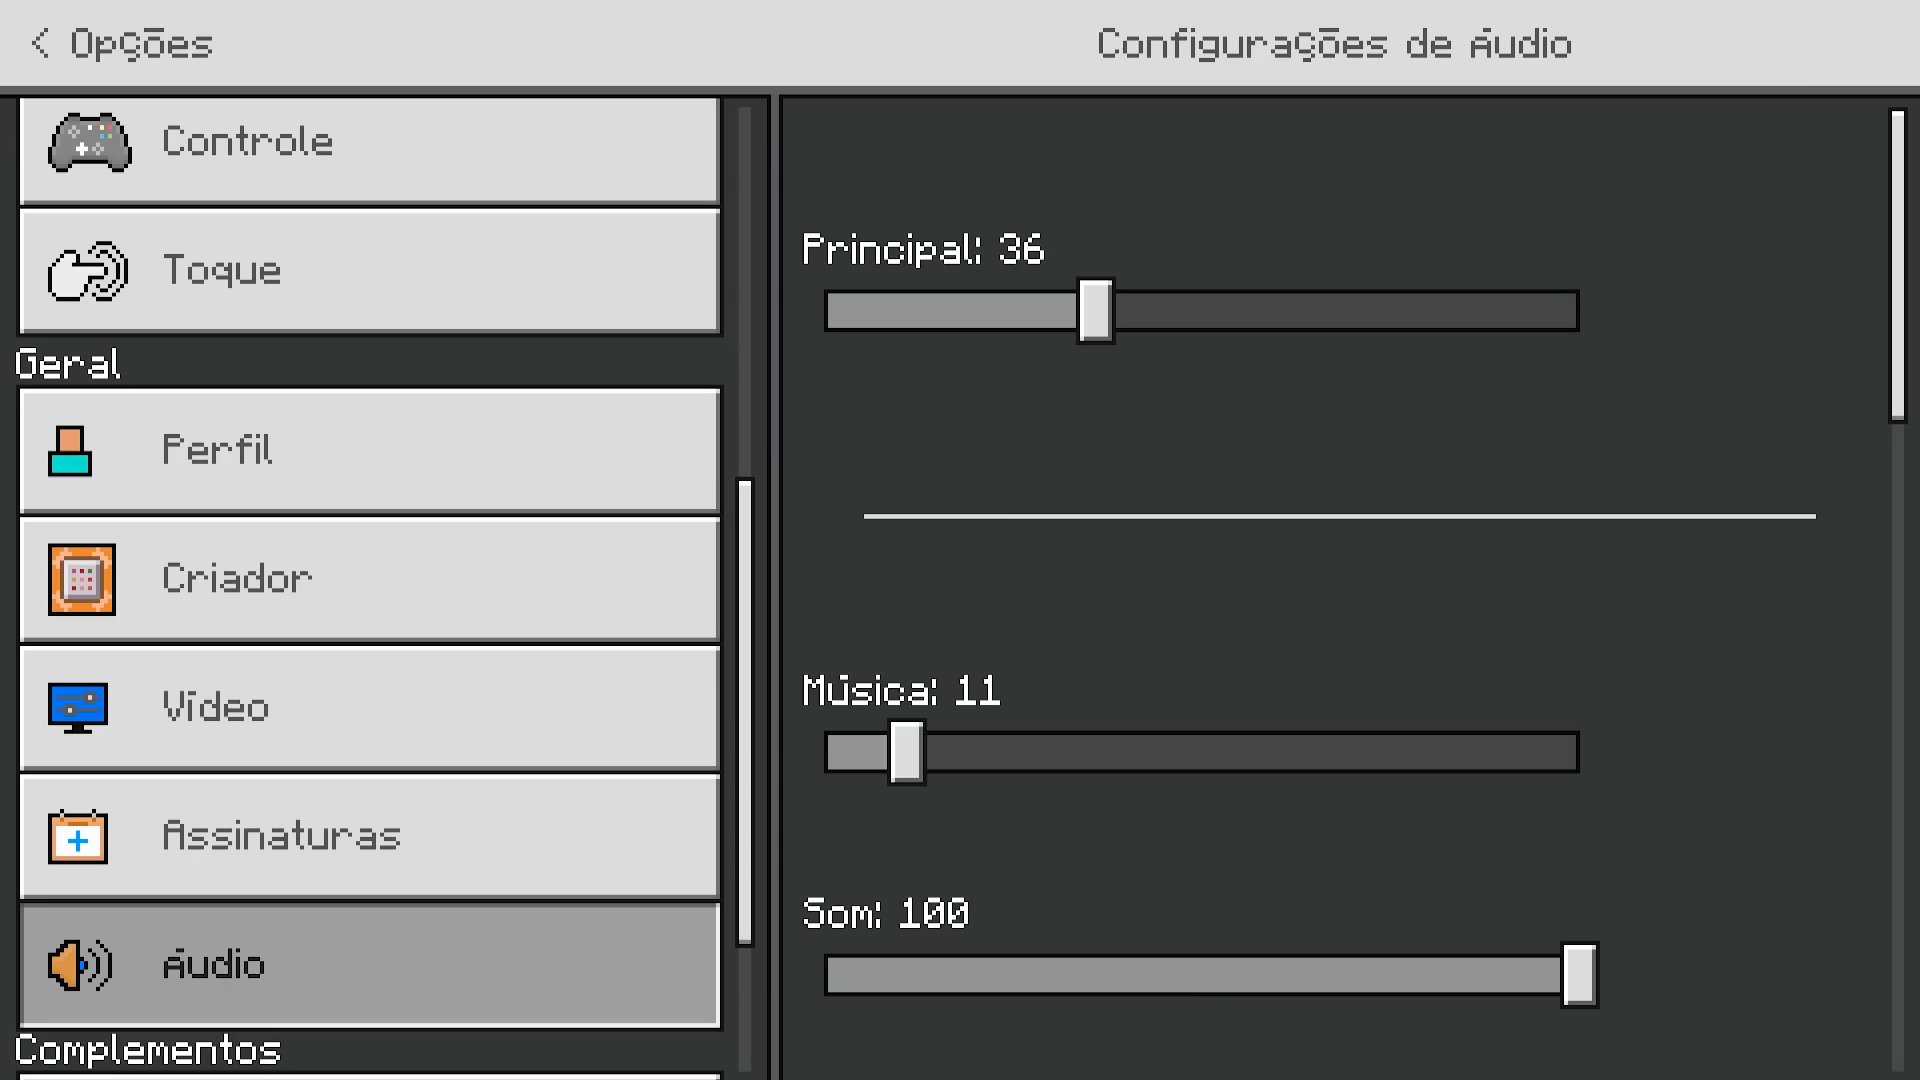 Opções
Configurações de áudio
Controle
Toque
Geral
Perfil
Criador
Vídeo
Assinaturas
Áudio
Complementos
Principal: 36
Música: 11
Som: 100